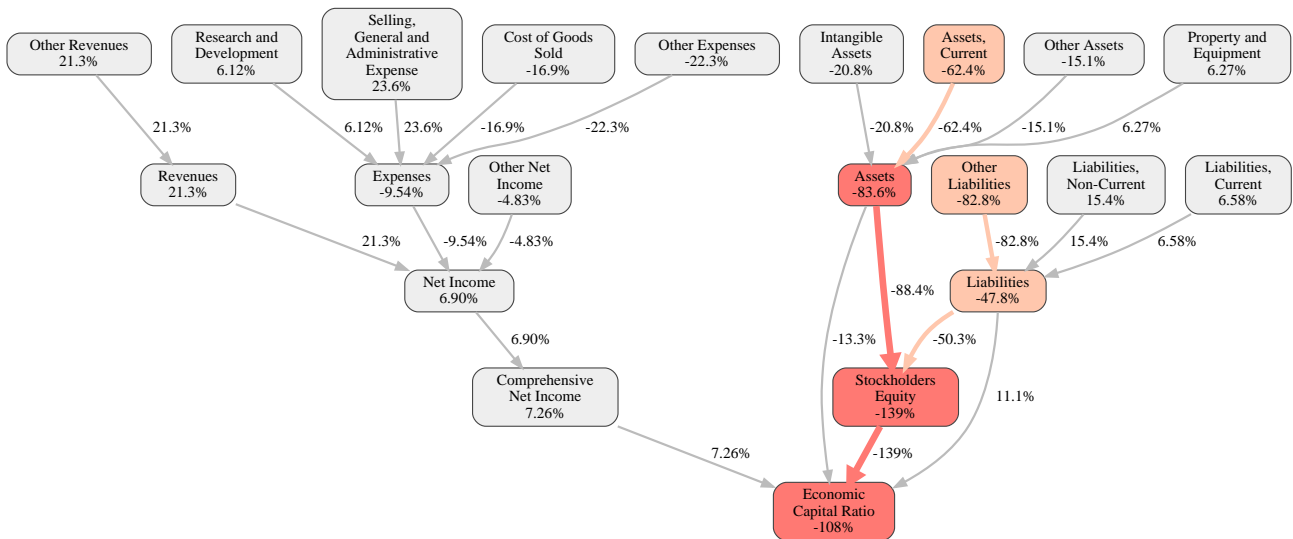 Other Revenues
21.3%
Research and
Development
6.12%
Selling,
General and
Administrative
Expense
23.6%
Cost of Goods
Sold
-16.9%
Other Expenses
-22.3%
Intangible
Assets
-20.8%
Assets,
Current
-62.4%
Other Assets
-15.1%
Property and
Equipment
6.27%
21.3%
6.12%
23.6%
-16.9%
-22.3%
-20.8%
-62.4%
-15.1%
6.27%
Revenues
21.3%
Expenses
-9.54%
Other Net
Income
-4.83%
Assets
-83.6%
Other
Liabilities
-82.8%
Liabilities,
Non-Current
15.4%
Liabilities,
Current
6.58%
21.3%
-9.54%
-4.83%
-82.8%
15.4%
6.58%
Net Income
6.90%
-88.4%
Liabilities
-47.8%
6.90%
-13.3%
-50.3%
Comprehensive
Net Income
7.26%
Stockholders
Equity
-139%
11.1%
7.26%
-139%
Economic
Capital Ratio
-108%